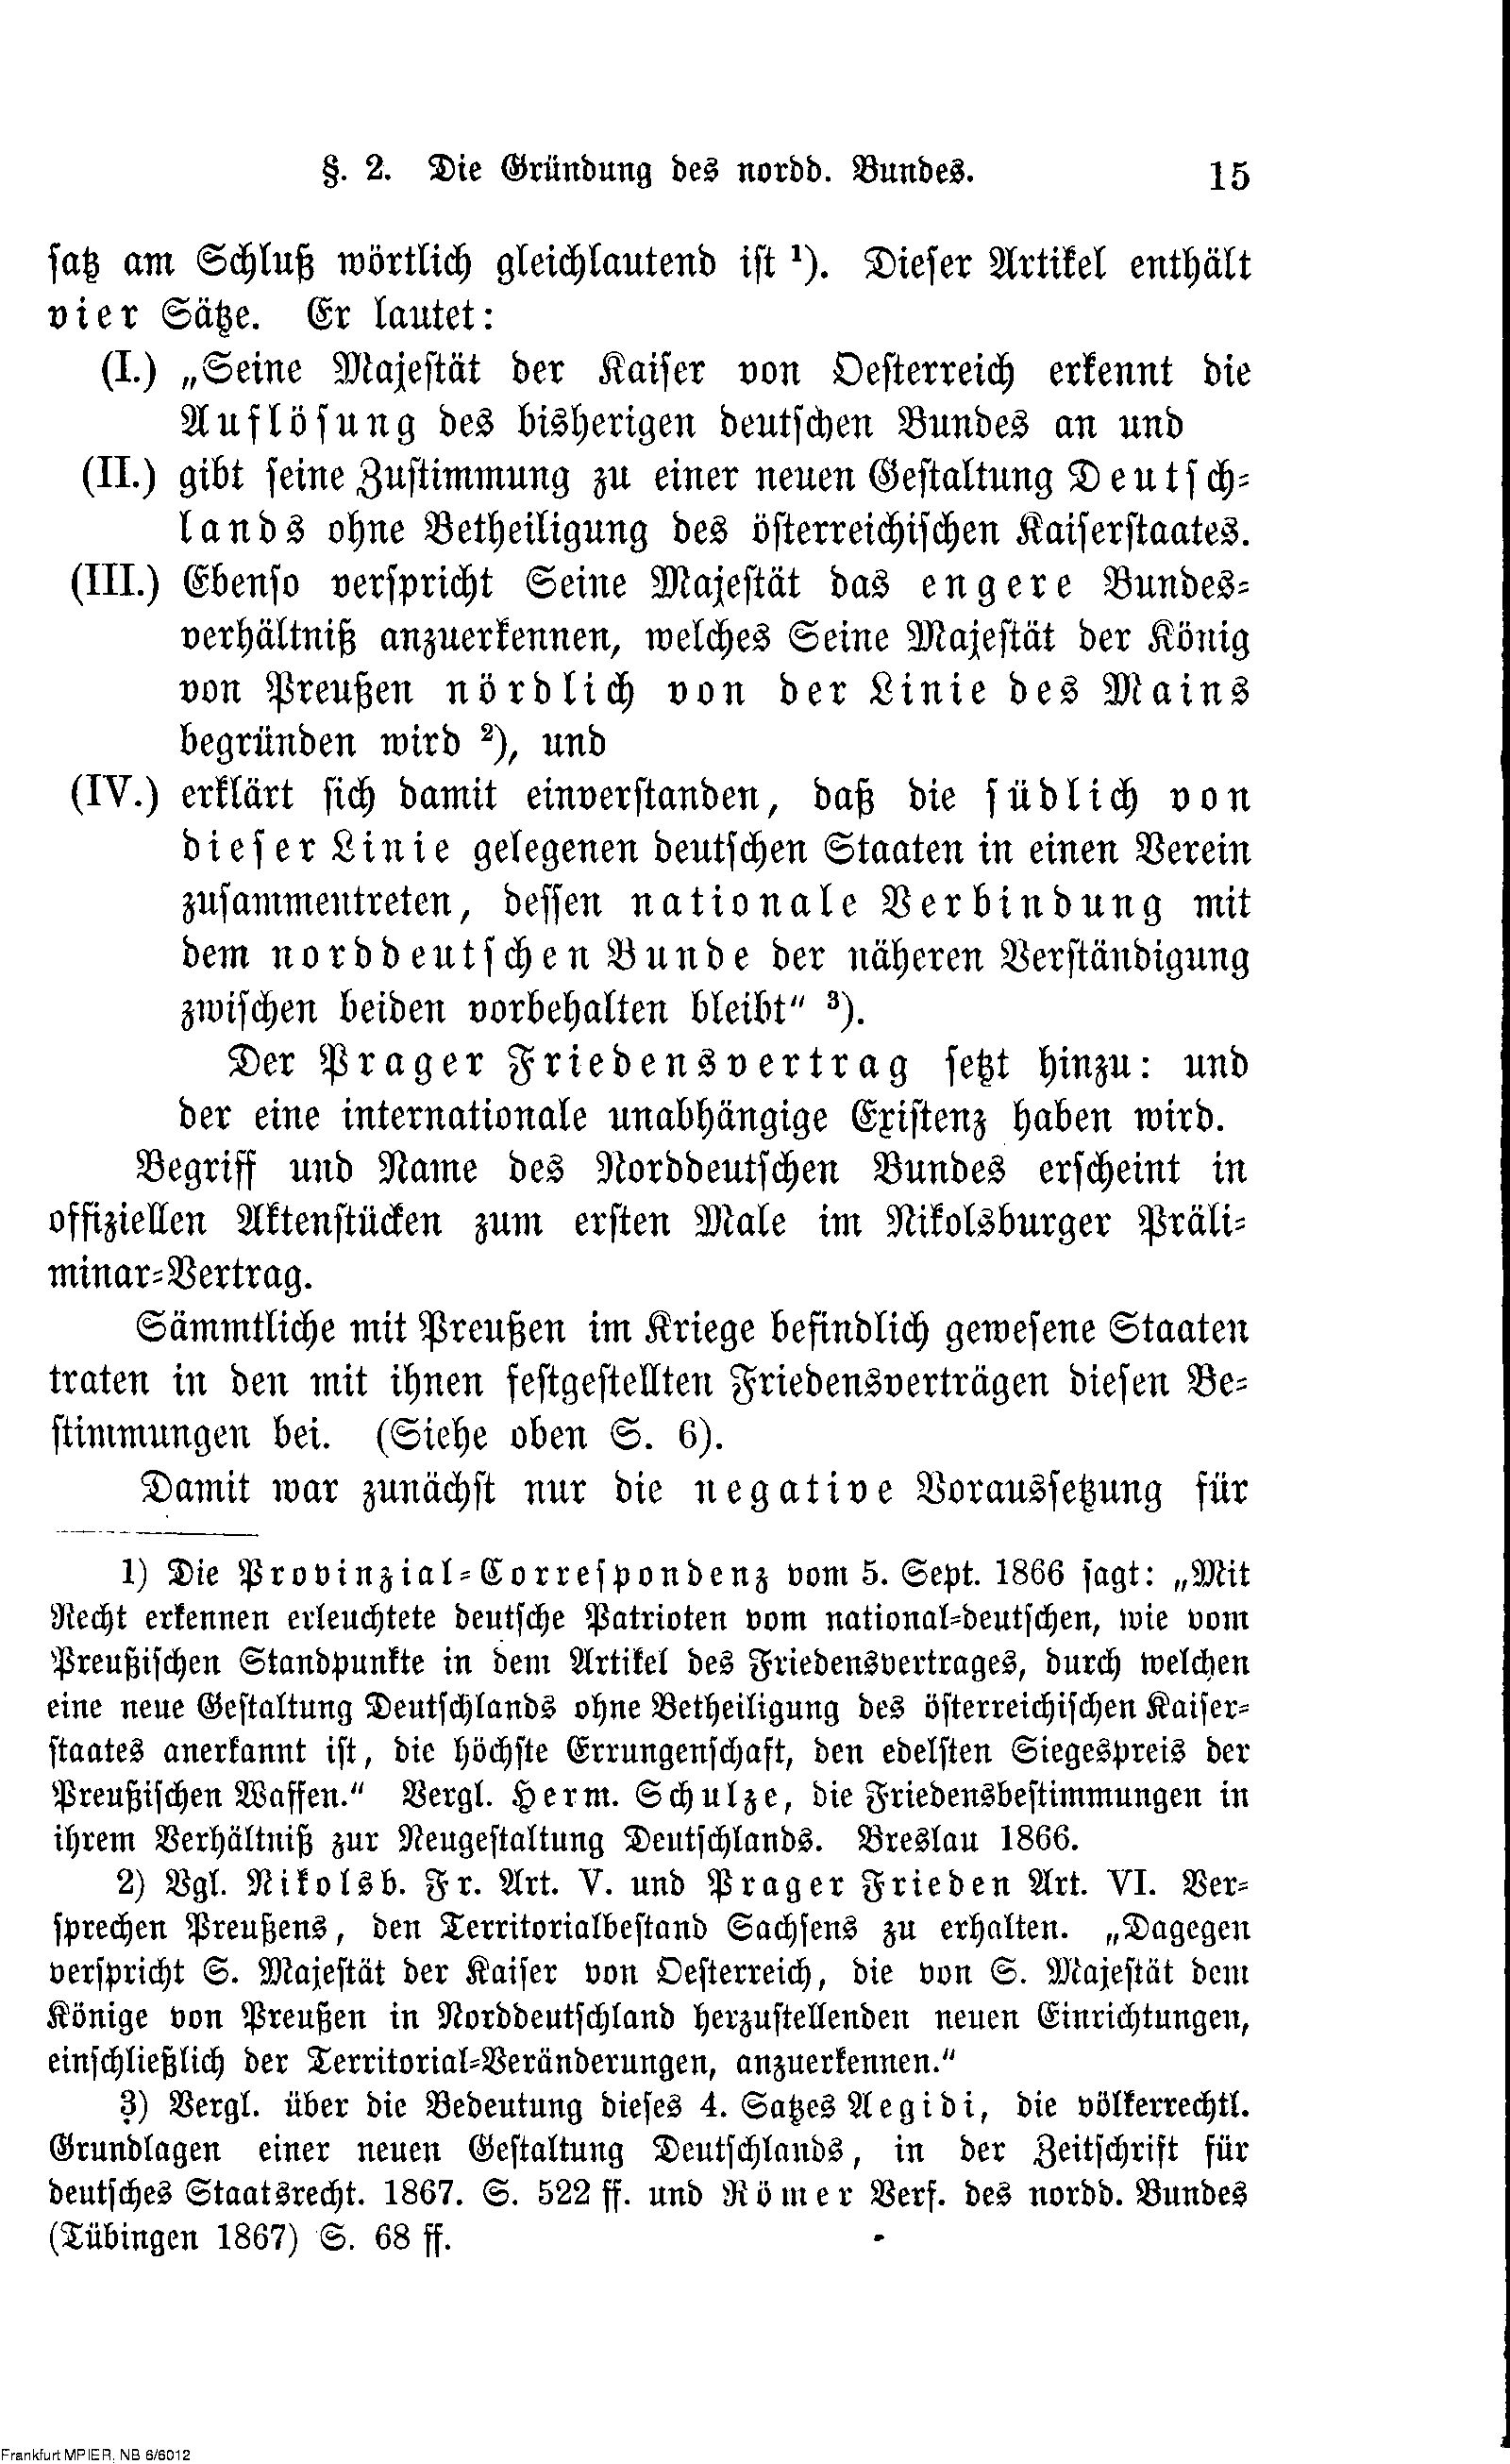 §. 2. Die Gründung des nordd. Bundes. 15
satz am Schluß wörtlich gleichlautend ist ¹). Dieser Artikel enthält
vier Sätze. Er lautet:
(I.) „Seine Majestät der Kaiser von Oesterreich erkennt die
Auflösung des bisherigen deutschen Bundes an und
(II.) gibt seine Zustimmung zu einer neuen Gestaltung Deutsch-
lands ohne Betheiligung des österreichischen Kaiserstaates.
(III.) Ebenso verspricht Seine Majestät das engere Bundes-
verhältniß anzuerkennen, welches Seine Majestät der König
von Preußen nördlich von der Linie des Mains
begründen wird ²), und
(IV.) erklärt sich damit einverstanden, daß die südlich von
dieser Linie gelegenen deutschen Staaten in einen Verein
zusammentreten, dessen nationale Verbindung mit
dem norddeutschen Bunde der näheren Verständigung
zwischen beiden vorbehalten bleibt“ ³).
Der Prager Friedensvertrag setzt hinzu: und
der eine internationale unabhängige Existenz haben wird.
Begriff und Name des Norddeutschen Bundes erscheint in
offiziellen Aktenstücken zum ersten Male im Nikolsburger Präli-
minar-Vertrag.
Sämmtliche mit Preußen im Kriege befindlich gewesene Staaten
traten in den mit ihnen festgestellten Friedensverträgen diesen Be-
stimmungen bei. (Siehe oben S. 6).
Damit war zunächst nur die negative Voraussetzung für
1) Die Provinzial-Correspondenz vom 5. Sept. 1866 sagt: „Mit
Recht erkennen erleuchtete deutsche Patrioten vom national-deutschen, wie vom
Preußischen Standpunkte in dem Artikel des Friedensvertrages, durch welchen
eine neue Gestaltung Deutschlands ohne Betheiligung des österreichischen Kaiser-
staates anerkannt ist, die höchste Errungenschaft, den edelsten Siegespreis der
Preußischen Waffen.“ Vergl. Herm. Schulze, die Friedensbestimmungen in
ihrem Verhältniß zur Neugestaltung Deutschlands. Breslau 1866.
2) Vgl. Nikolsb. Fr. Art. V. und Prager Frieden Art. VI. Ver-
sprechen Preußens, den Territorialbestand Sachsens zu erhalten. „Dagegen
verspricht S. Majestät der Kaiser von Oesterreich, die von S. Majestät dem
Könige von Preußen in Norddeutschland herzustellenden neuen Einrichtungen,
einschließlich der Territorial-Veränderungen, anzuerkennen.“
3) Vergl. über die Bedeutung dieses 4. Satzes Aegidi, die völkerrechtl.
Grundlagen einer neuen Gestaltung Deutschlands, in der Zeitschrift für
deutsches Staatsrecht. 1867. S. 522 ff. und Römer Verf. des nordd. Bundes
(Tübingen 1867) S. 68 ff.
Frankfurt MPIER, NB 6/6012